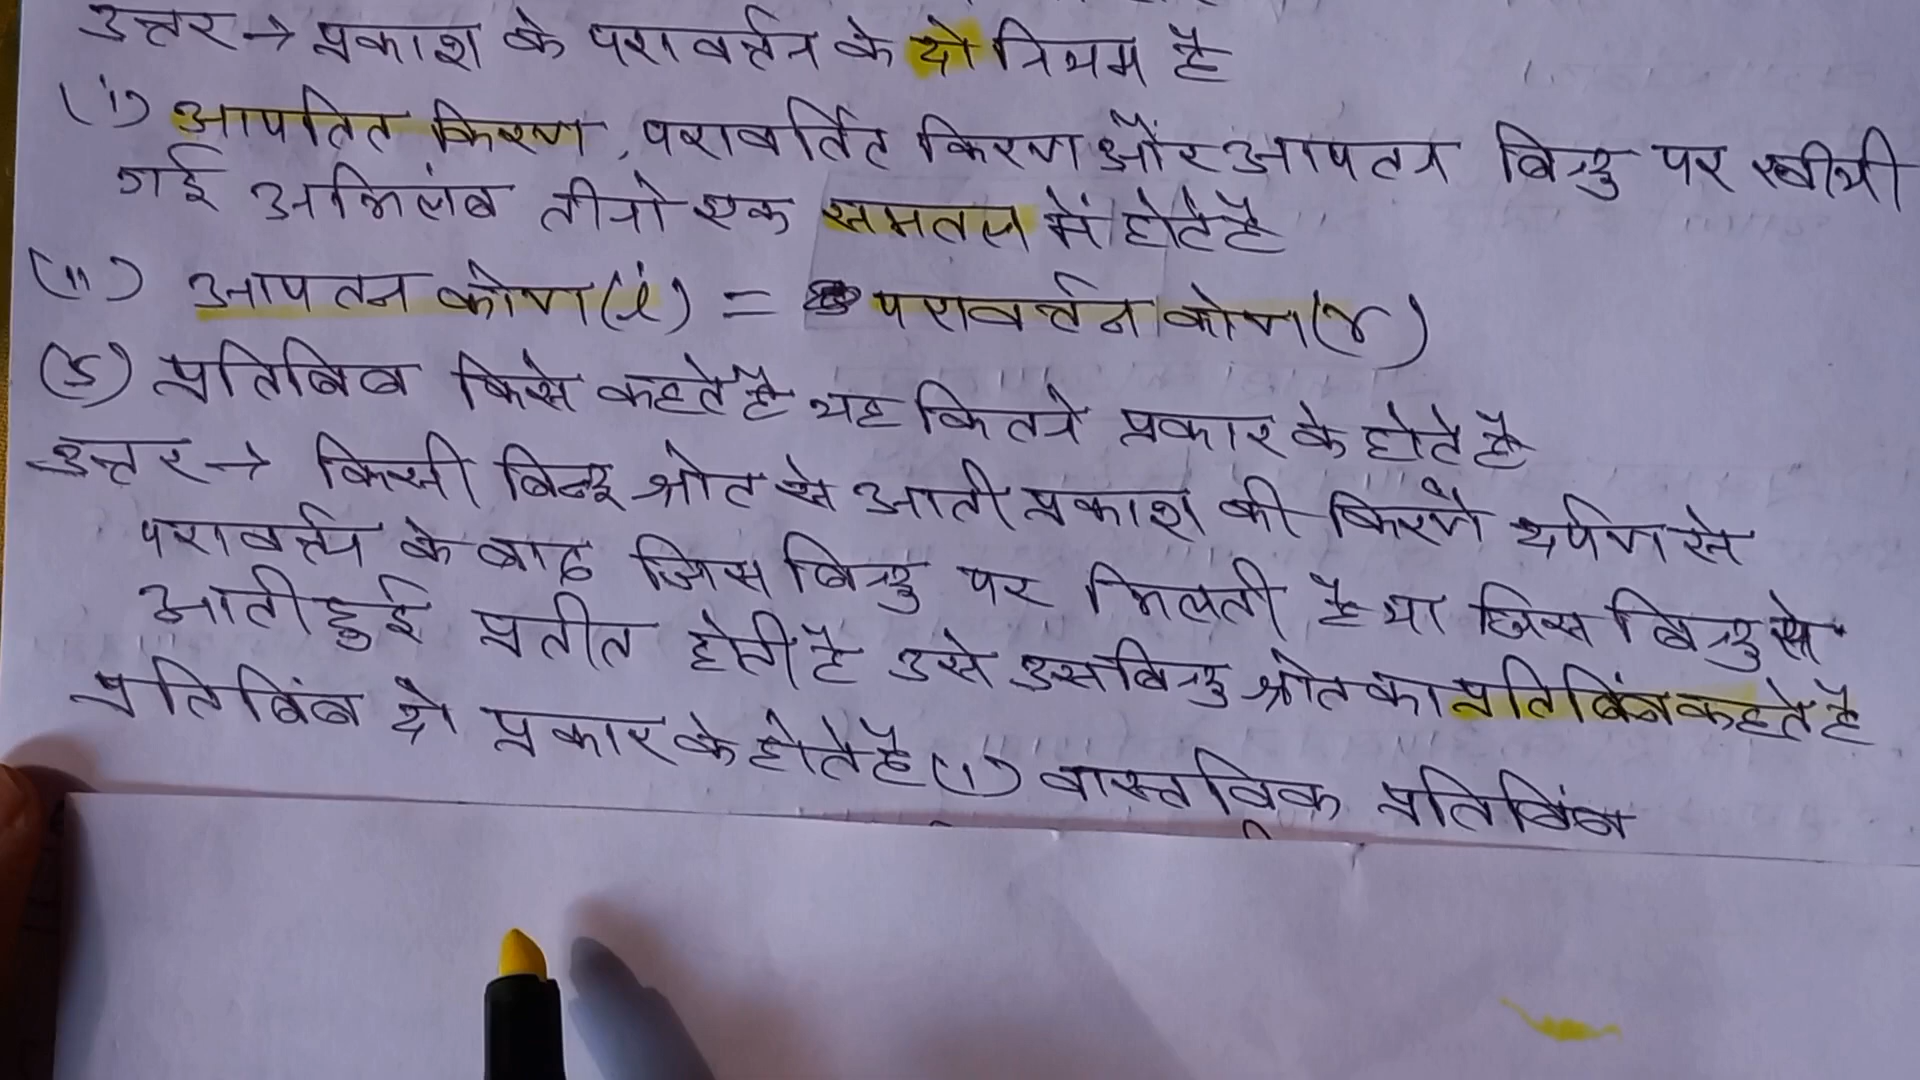 उत्तर → प्रकाश के परावर्त्तन के दो नियम है
(i) आपतित किरण, परावर्तित किरण और आपतन बिन्दु पर खींची
गई अभिलंब तीनो एक समतल में होते है
(ii) आपतन कोण (i) = परावर्त्तन कोण (r)
(5) प्रतिबिंब किसे कहते है यह कितने प्रकार के होते है
उत्तर → किसी बिन्दु श्रोत से आती प्रकाश की किरणें दर्पण से
परावर्त्य के बाद जिस बिन्दु पर मिलती है या जिस बिन्दु से
आती हुई प्रतीत होती है उसे उस बिन्दु श्रोत का प्रतिबिंब कहते है
प्रतिबिंब दो प्रकार के होते है (i) वास्तविक प्रतिबिंब